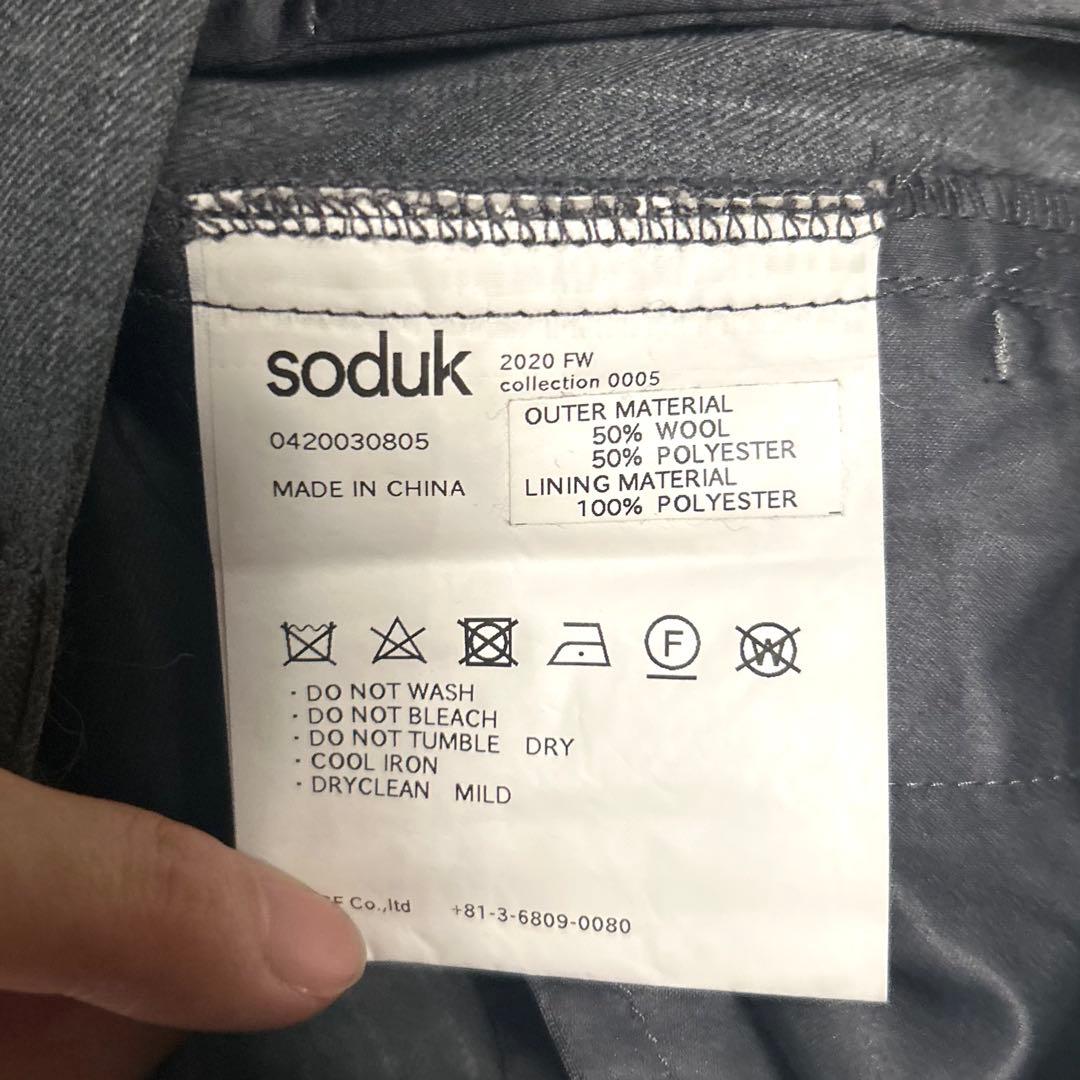 soduk
2020 FW
collection 0005
0420030805
MADE IN CHINA
OUTER MATERIAL
50% WOOL
50% POLYESTER
LINING MATERIAL
100% POLYESTER
F W
· DO NOT WASH
· DO NOT BLEACH
· DO NOT TUMBLE DRY
· COOL IRON
· DRYCLEAN MILD
Co.,ltd +81-3-6809-0080